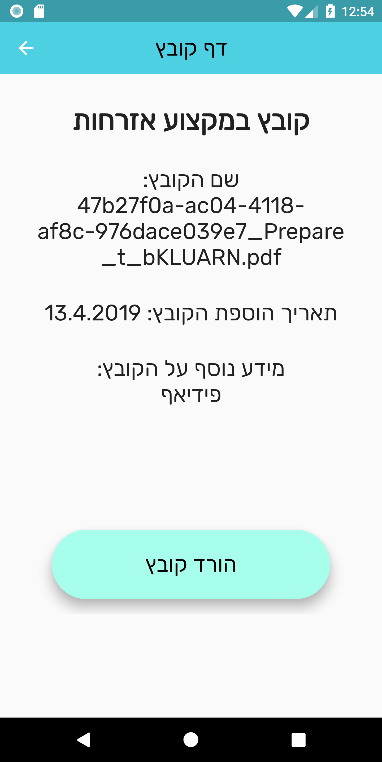 12:54
דף קובץ
קובץ במקצוע אזרחות
שם הקובץ:
47b27f0a-ac04-4118-
af8c-976dace039e7_Prepare
_t_bKLUARN.pdf
תאריך הוספת הקובץ: 13.4.2019
מידע נוסף על הקובץ:
פידיאף
הורד קובץ